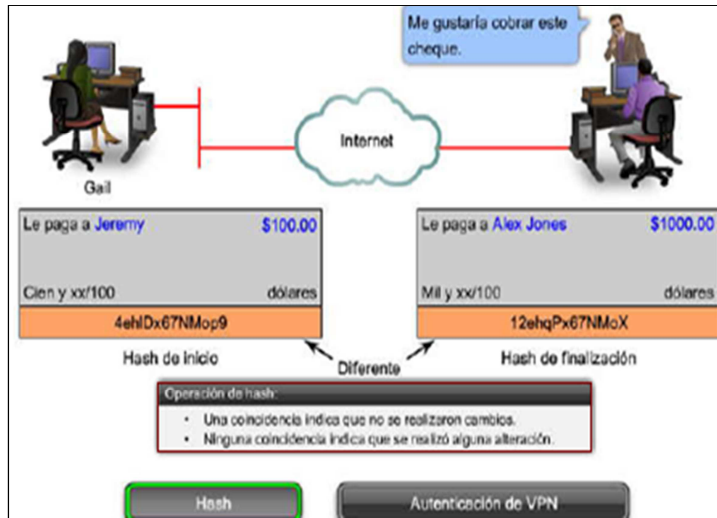 Me gustaría cobrar este
cheque.
Internet
Gail
Le paga a Jeremy $100.00
Cien y xx/100 dólares
4ehlDx67NMop9
Hash de inicio
Le paga a Alex Jones $1000.00
Mil y xx/100 dólares
12ehqPx67NMoX
Hash de finalización
Diferente
Operación de hash:
• Una coincidencia indica que no se realizaron cambios.
• Ninguna coincidencia indica que se realizó alguna alteración.
Hash
Autenticación de VPN